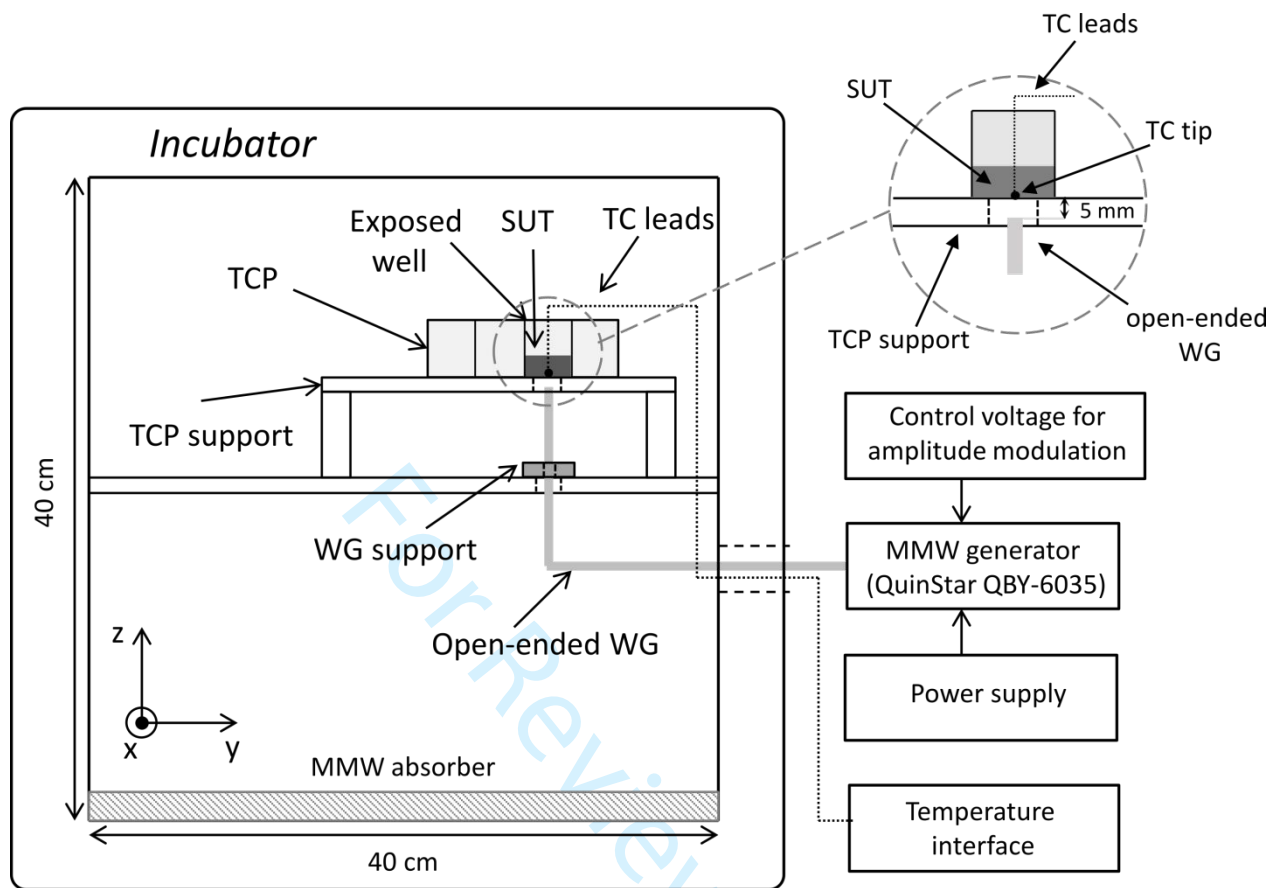 TC leads
SUT
TC tip
5 mm
TCP support
open-ended
WG
Incubator
Exposed
well
SUT
TC leads
TCP
TCP support
WG support
Open-ended WG
40 cm
z
x
y
MMW absorber
40 cm
Control voltage for
amplitude modulation
MMW generator
(QuinStar QBY-6035)
Power supply
Temperature
interface
For Review